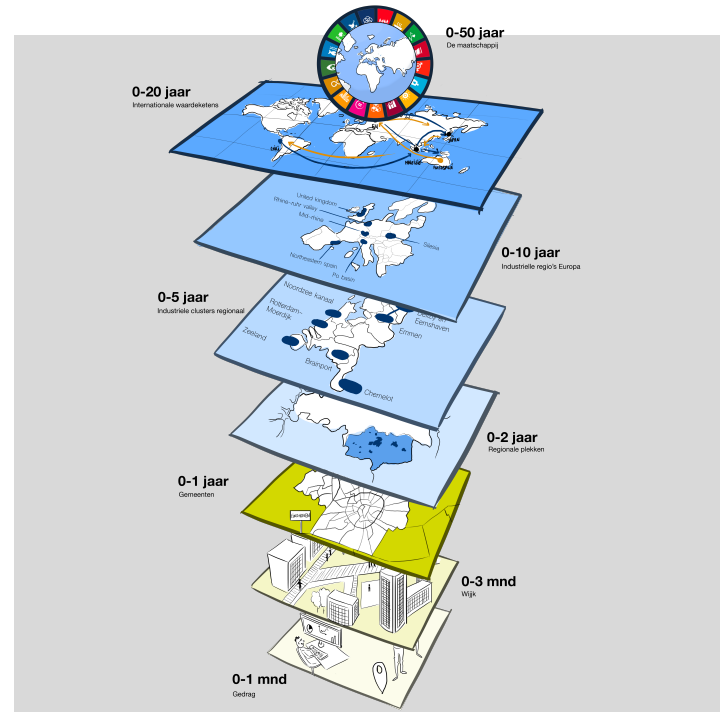 0-50 jaar
De maatschappij
0-20 jaar
Internationale waardeketens
United kingdom
Rhine-ruhr valley
Mid-mine
Silesia
Northeastern spain
Po basin
0-10 jaar
Industrielle regio's Europa
0-5 jaar
Industriele clusters regionaal
Noordzee kanaal
Rotterdam-
Moerdijk
Zeeland
Eemshaven
Emmen
Brainport
Chemelot
0-2 jaar
Regionale plekken
0-1 jaar
Gemeenten
0-3 mnd
Wijk
0-1 mnd
Gedrag